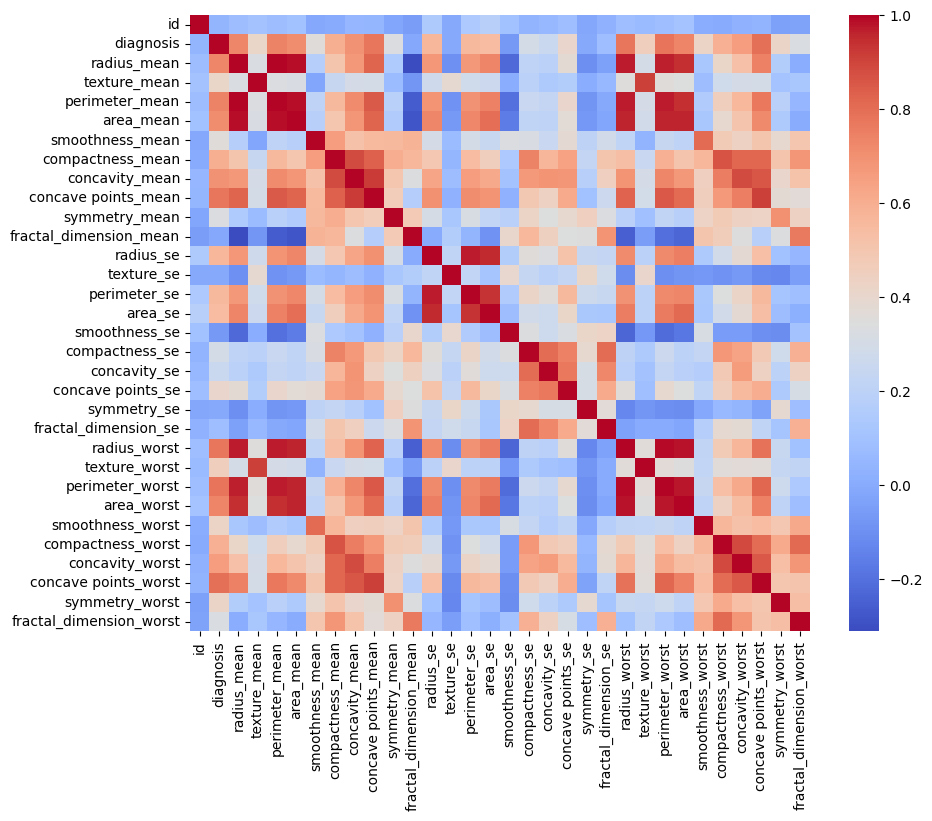 id
diagnosis
radius_mean
texture_mean
perimeter_mean
area_mean
smoothness_mean
compactness_mean
concavity_mean
concave points_mean
symmetry_mean
fractal_dimension_mean
radius_se
texture_se
perimeter_se
area_se
smoothness_se
compactness_se
concavity_se
concave points_se
symmetry_se
fractal_dimension_se
radius_worst
texture_worst
perimeter_worst
area_worst
smoothness_worst
compactness_worst
concavity_worst
concave points_worst
symmetry_worst
fractal_dimension_worst
id
diagnosis
radius_mean
texture_mean
perimeter_mean
area_mean
smoothness_mean
compactness_mean
concavity_mean
concave points_mean
symmetry_mean
fractal_dimension_mean
radius_se
texture_se
perimeter_se
area_se
smoothness_se
compactness_se
concavity_se
concave points_se
symmetry_se
fractal_dimension_se
radius_worst
texture_worst
perimeter_worst
area_worst
smoothness_worst
compactness_worst
concavity_worst
concave points_worst
symmetry_worst
fractal_dimension_worst
1.0
0.8
0.6
0.4
0.2
0.0
−0.2